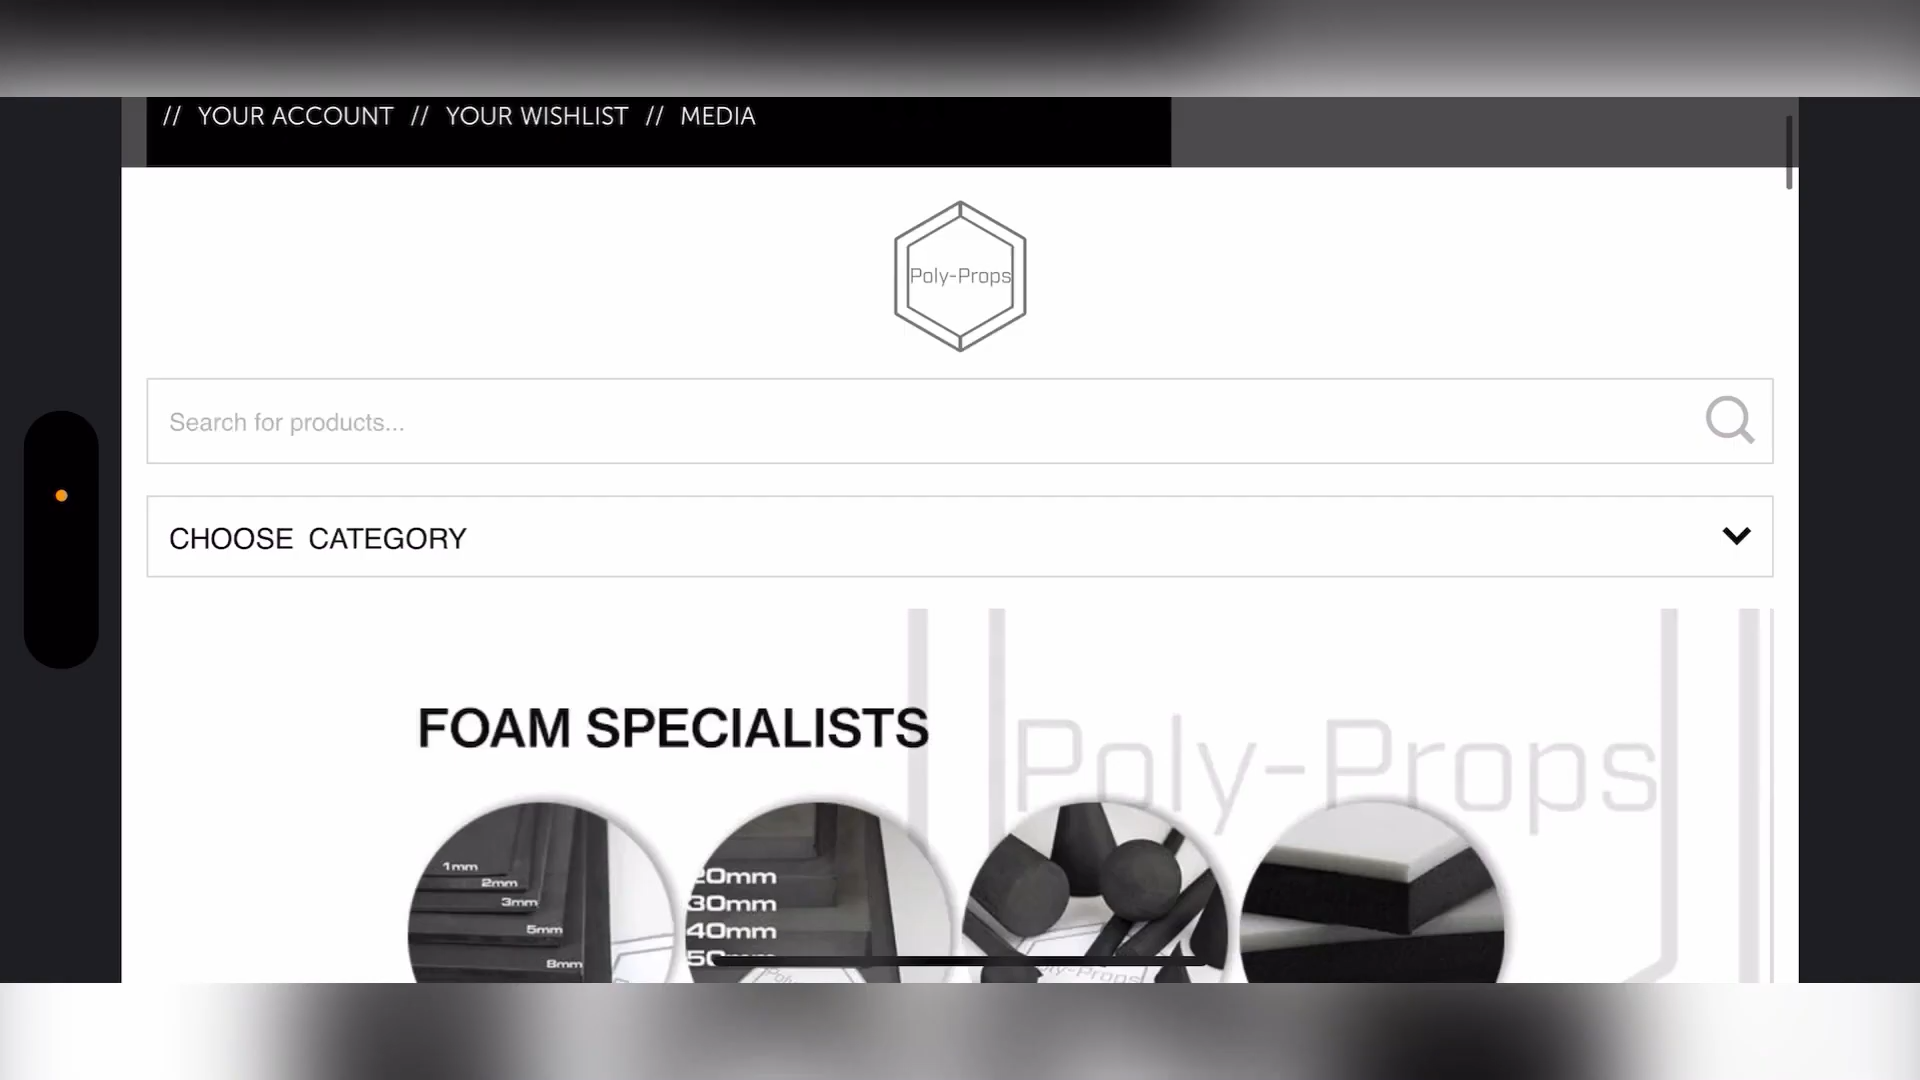 // YOUR ACCOUNT // YOUR WISHLIST // MEDIA
Poly-Props
Search for products...
CHOOSE CATEGORY
FOAM SPECIALISTS
Poly-Props
1mm
2mm
3mm
5mm
8mm
20mm
30mm
40mm